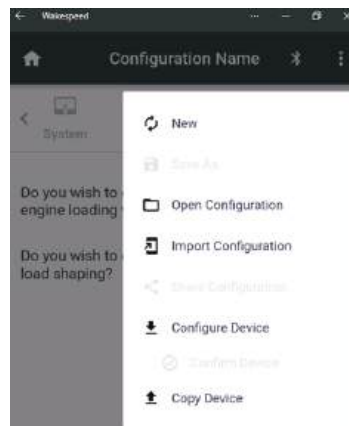 Wakespeed
Configuration Name
System
New
Save As
Do you wish to
engine loading
Open Configuration
Import Configuration
Do you wish to
load shaping?
Share Configuration
Configure Device
Confirm Device
Copy Device